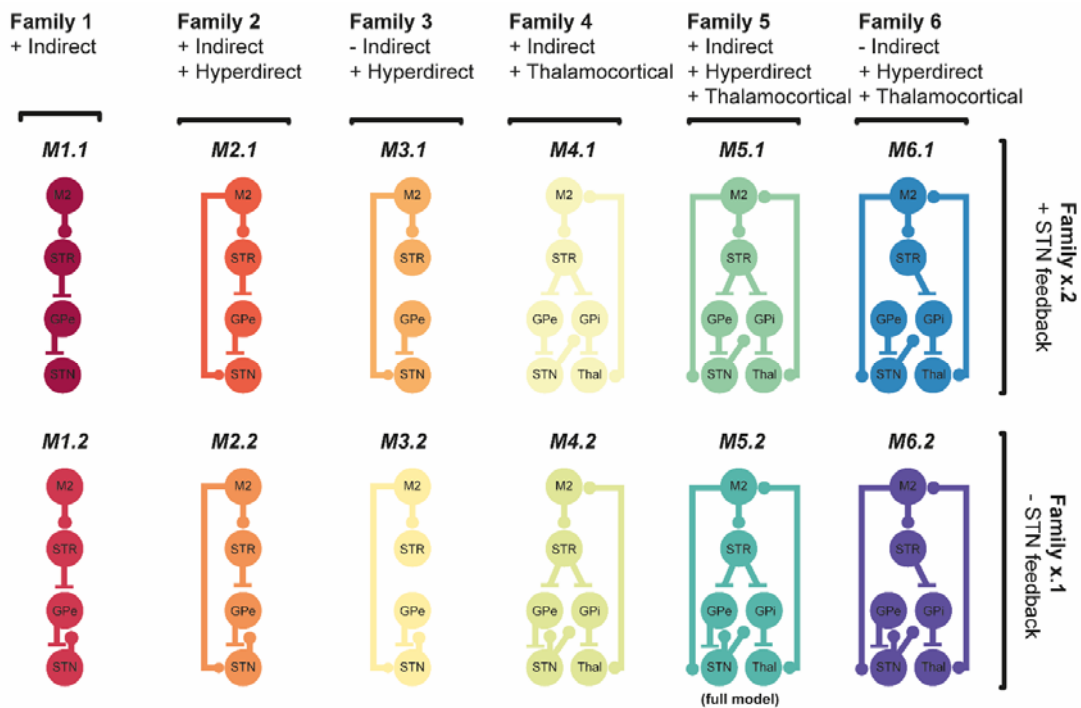 Family 1
+ Indirect
Family 2
+ Indirect
+ Hyperdirect
Family 3
- Indirect
+ Hyperdirect
Family 4
+ Indirect
+ Thalamocortical
Family 5
+ Indirect
+ Hyperdirect
+ Thalamocortical
Family 6
- Indirect
+ Hyperdirect
+ Thalamocortical
M1.1
M2
STR
GPe
STN
M2.1
M2
STR
GPe
STN
M3.1
M2
STR
GPe
STN
M4.1
M2
STR
GPe GPi
STN Thal
M5.1
M2
STR
GPe GPi
STN Thal
M6.1
M2
STR
GPe GPi
STN Thal
Family x.2
+ STN feedback
M1.2
M2
STR
GPe
STN
M2.2
M2
STR
GPe
STN
M3.2
M2
STR
GPe
STN
M4.2
M2
STR
GPe GPi
STN Thal
M5.2
M2
STR
GPe GPi
STN Thal
(full model)
M6.2
M2
STR
GPe GPi
STN Thal
Family x.1
- STN feedback